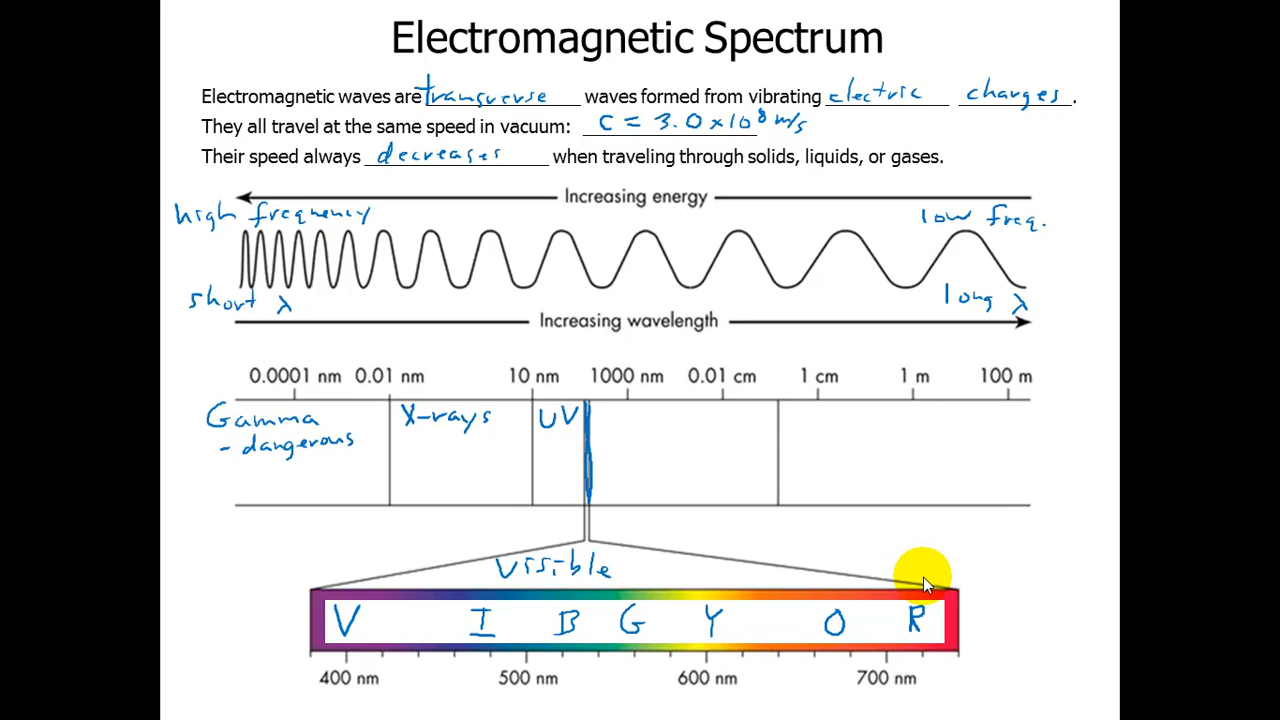 Electromagnetic Spectrum
Electromagnetic waves are transverse waves formed from vibrating electric charges.
They all travel at the same speed in vacuum: c = 3.0 x 10⁸ m/s
Their speed always decreases when traveling through solids, liquids, or gases.
Increasing energy
high frequency low freq.
short λ long λ
Increasing wavelength
0.0001 nm 0.01 nm 10 nm 1000 nm 0.01 cm 1 cm 1 m 100 m
Gamma X-rays UV
- dangerous
Visible
V I B G Y O R
400 nm 500 nm 600 nm 700 nm